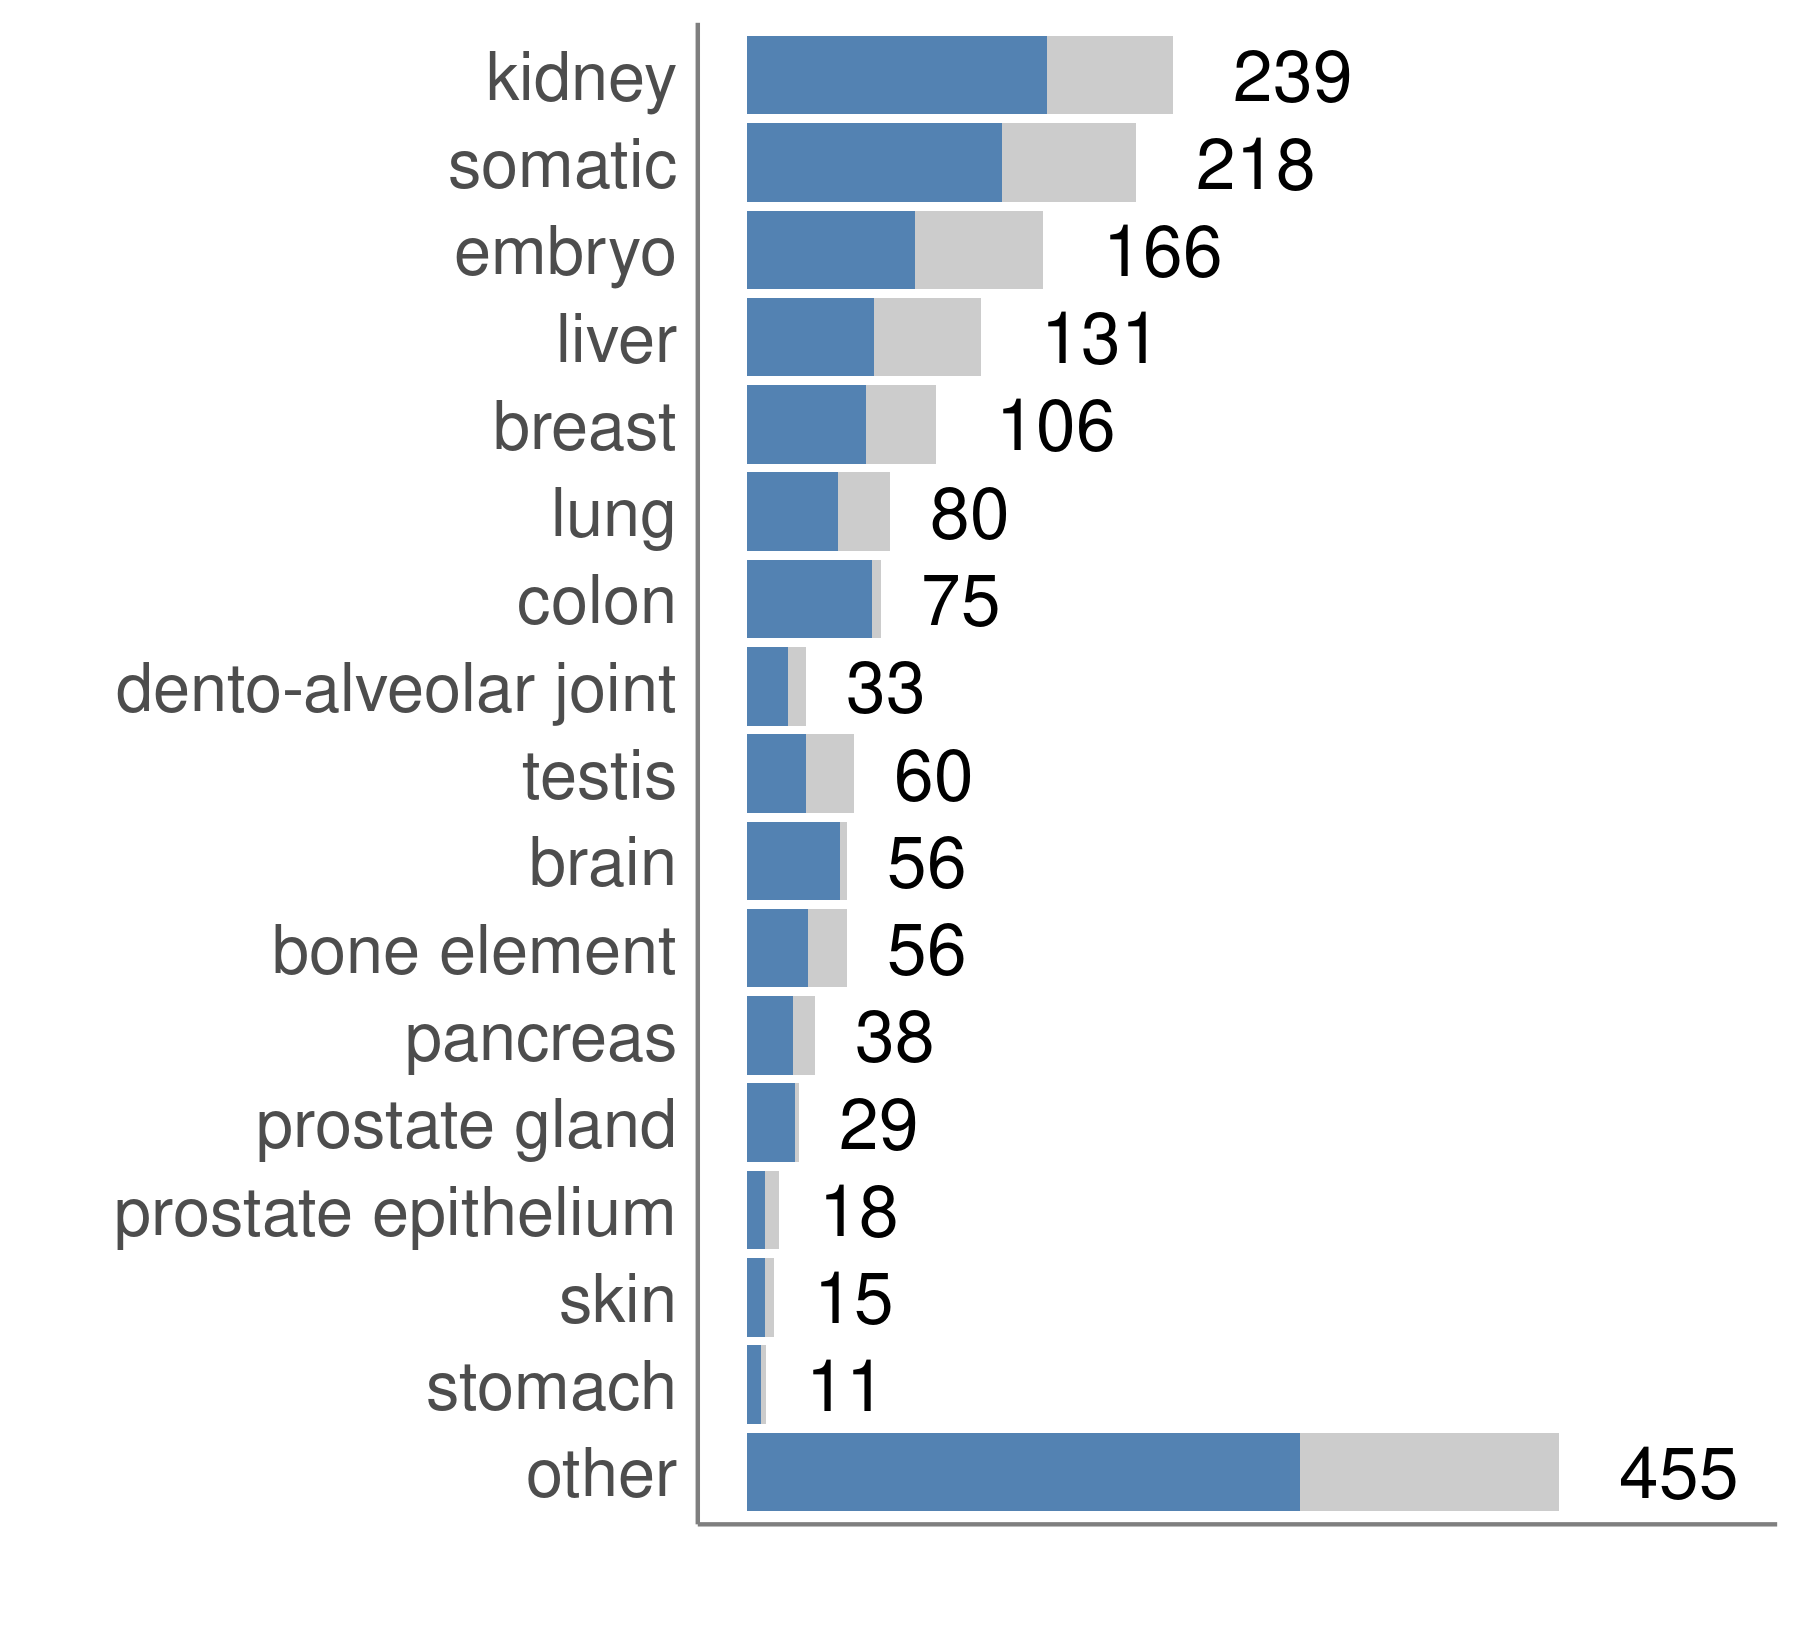 kidney 239
somatic 218
embryo 166
liver 131
breast 106
lung 80
colon 75
dento-alveolar joint 33
testis 60
brain 56
bone element 56
pancreas 38
prostate gland 29
prostate epithelium 18
skin 15
stomach 11
other 455